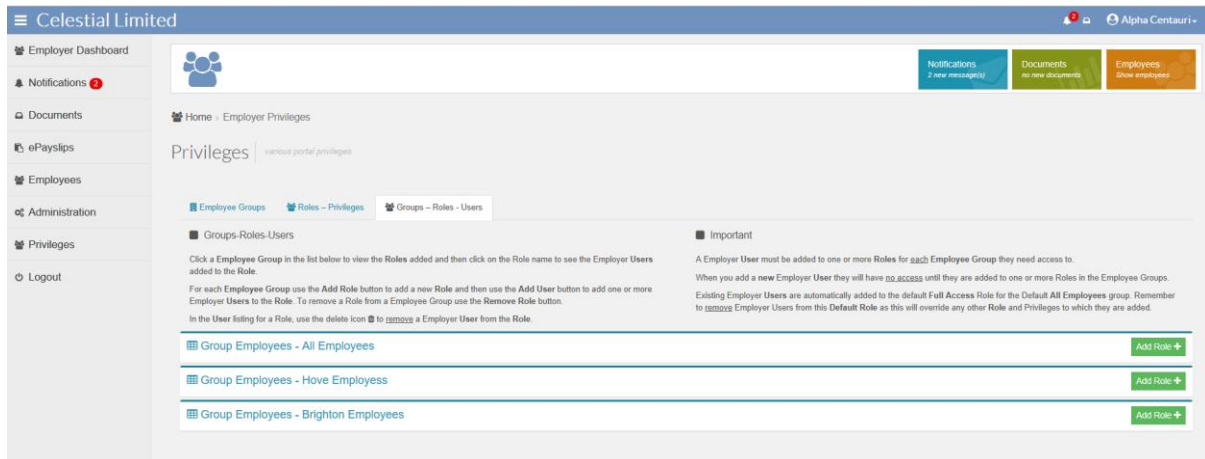 Celestial Limited
2
Alpha Centauri
Employer Dashboard
Notifications 2
Documents
ePayslips
Employees
Administration
Privileges
Logout
Notifications
2 new message(s)
Documents
no new documents
Employees
Show employees
Home > Employer Privileges
Privileges
various portal privileges
Employee Groups
Roles – Privileges
Groups – Roles - Users
Groups-Roles-Users
Click a Employee Group in the list below to view the Roles added and then click on the Role name to see the Employer Users
added to the Role.
For each Employee Group use the Add Role button to add a new Role and then use the Add User button to add one or more
Employer Users to the Role. To remove a Role from a Employee Group use the Remove Role button.
In the User listing for a Role, use the delete icon to remove a Employer User from the Role.
Important
A Employer User must be added to one or more Roles for each Employee Group they need access to.
When you add a new Employer User they will have no access until they are added to one or more Roles in the Employee Groups.
Existing Employer Users are automatically added to the default Full Access Role for the Default All Employees group. Remember
to remove Employer Users from this Default Role as this will override any other Role and Privileges to which they are added.
Group Employees - All Employees
Add Role +
Group Employees - Hove Employess
Add Role +
Group Employees - Brighton Employees
Add Role +